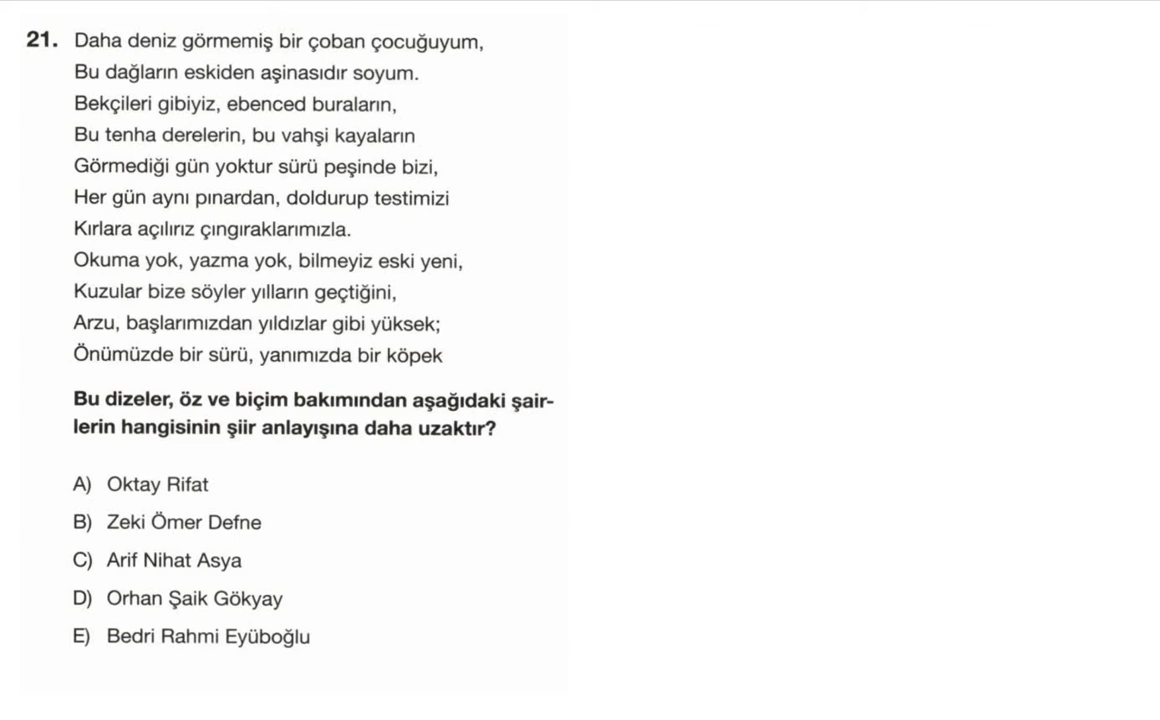 21. Daha deniz görmemiş bir çoban çocuğuyum,
Bu dağların eskiden aşinasıdır soyum.
Bekçileri gibiyiz, ebenced buraların,
Bu tenha derelerin, bu vahşi kayaların
Görmediği gün yoktur sürü peşinde bizi,
Her gün aynı pınardan, doldurup testimizi
Kırlara açılırız çıngıraklarımızla.
Okuma yok, yazma yok, bilmeyiz eski yeni,
Kuzular bize söyler yılların geçtiğini,
Arzu, başlarımızdan yıldızlar gibi yüksek;
Önümüzde bir sürü, yanımızda bir köpek
Bu dizeler, öz ve biçim bakımından aşağıdaki şair-
lerin hangisinin şiir anlayışına daha uzaktır?
A) Oktay Rifat
B) Zeki Ömer Defne
C) Arif Nihat Asya
D) Orhan Şaik Gökyay
E) Bedri Rahmi Eyüboğlu